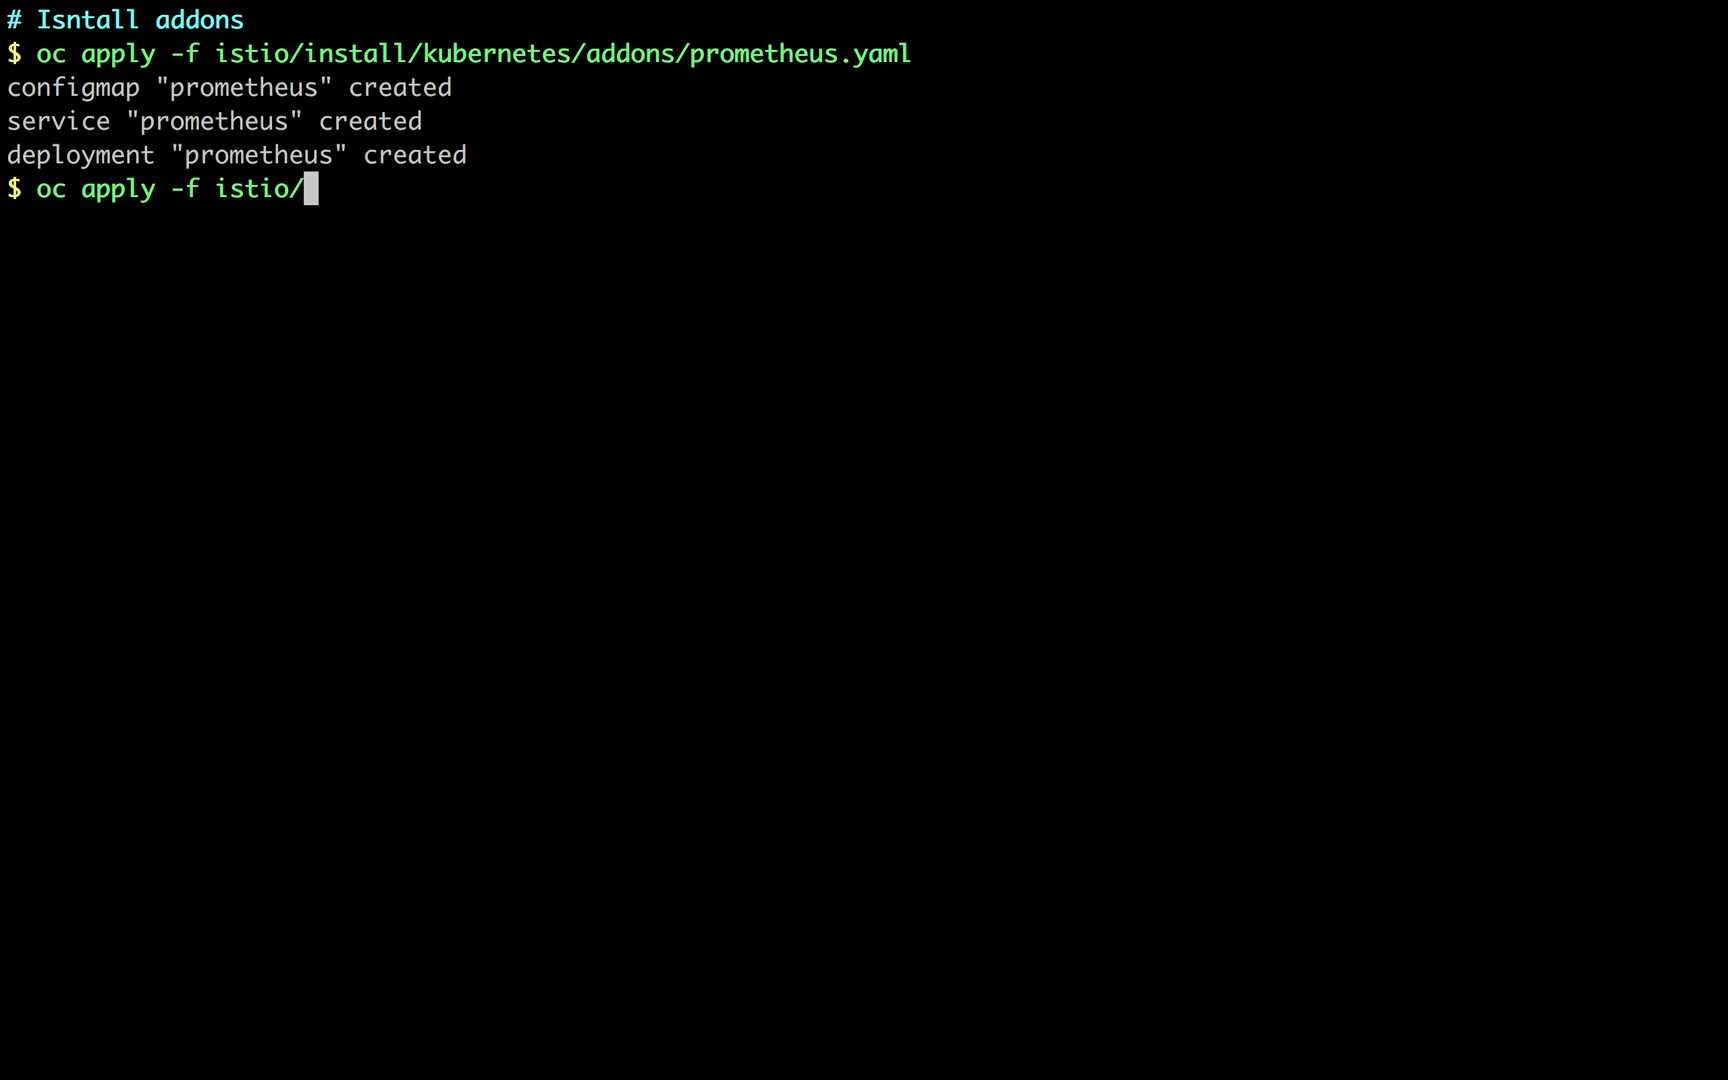 # Isntall addons
$ oc apply -f istio/install/kubernetes/addons/prometheus.yaml
configmap "prometheus" created
service "prometheus" created
deployment "prometheus" created
$ oc apply -f istio/